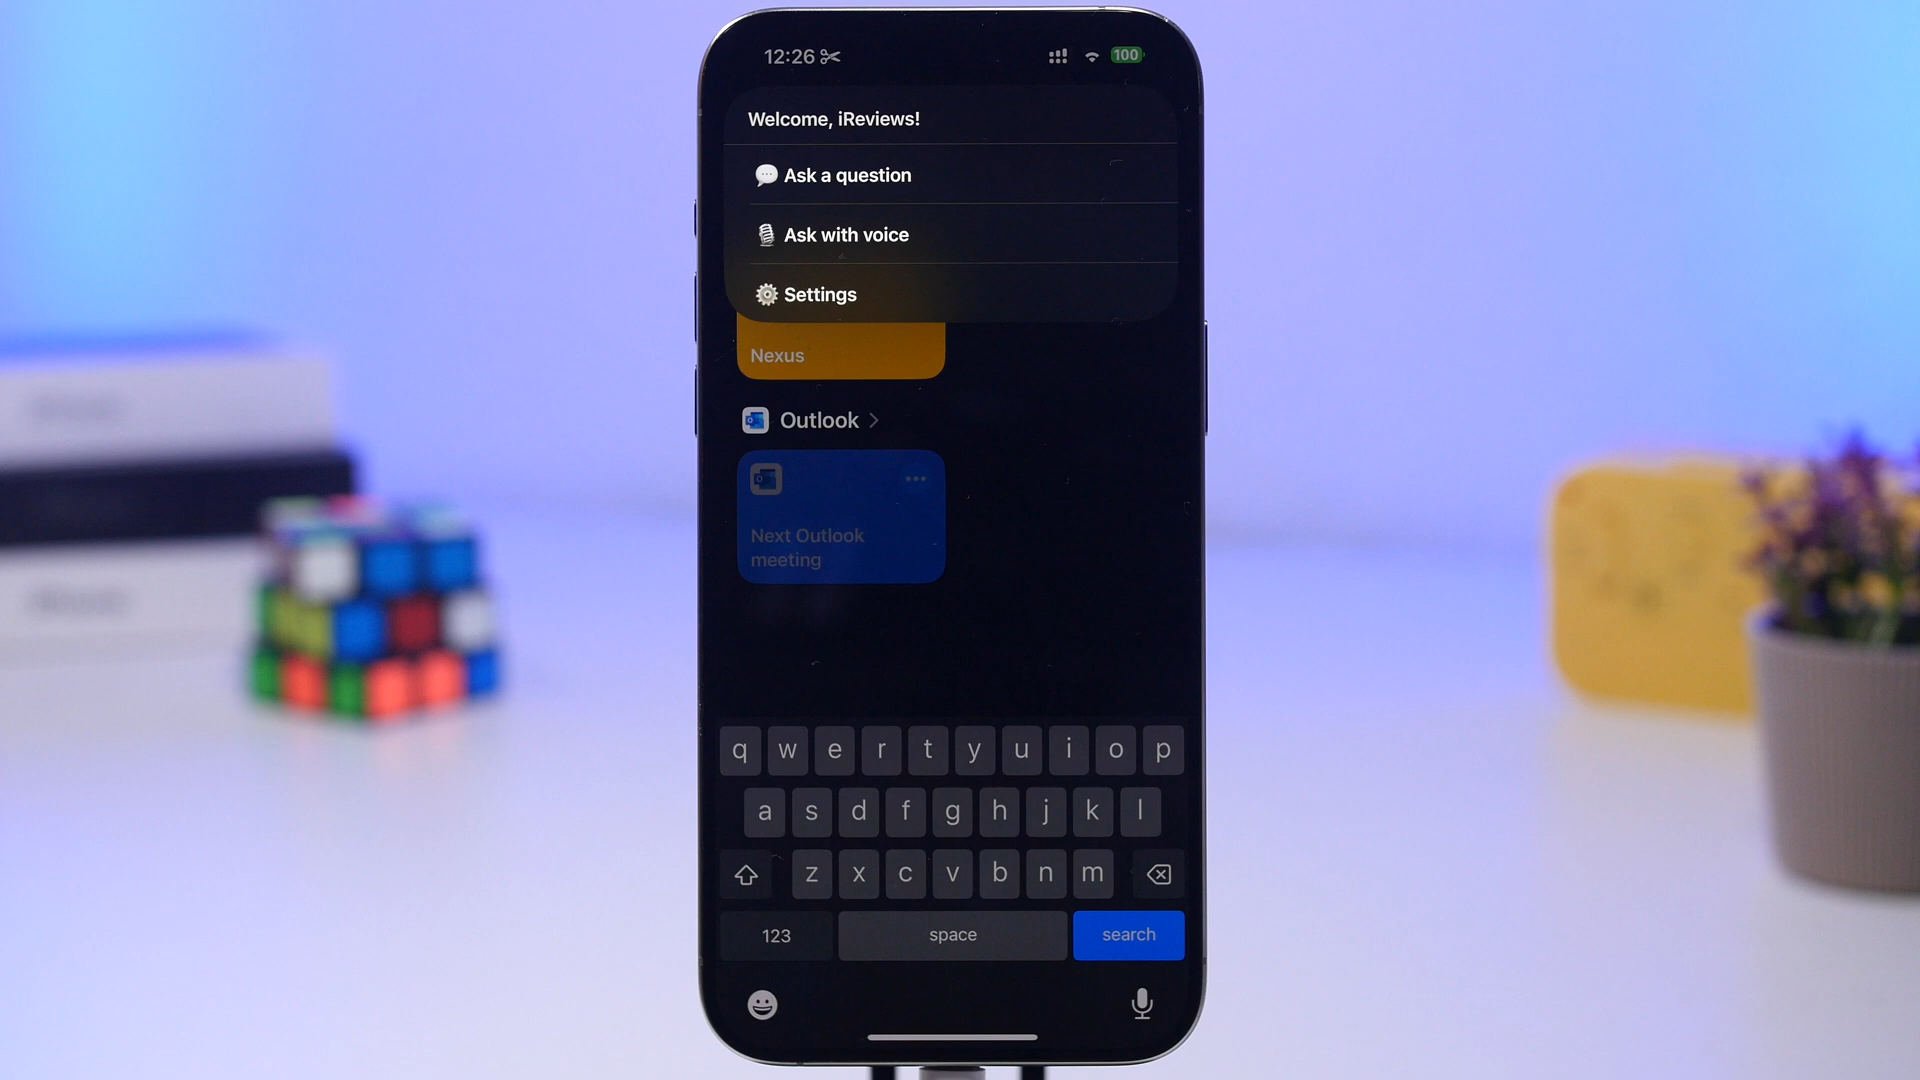 12:26
100
Welcome, iReviews!
💬 Ask a question
🎙 Ask with voice
⚙️ Settings
Nexus
Outlook >
Next Outlook
meeting
q w e r t y u i o p
a s d f g h j k l
z x c v b n m
123 space search